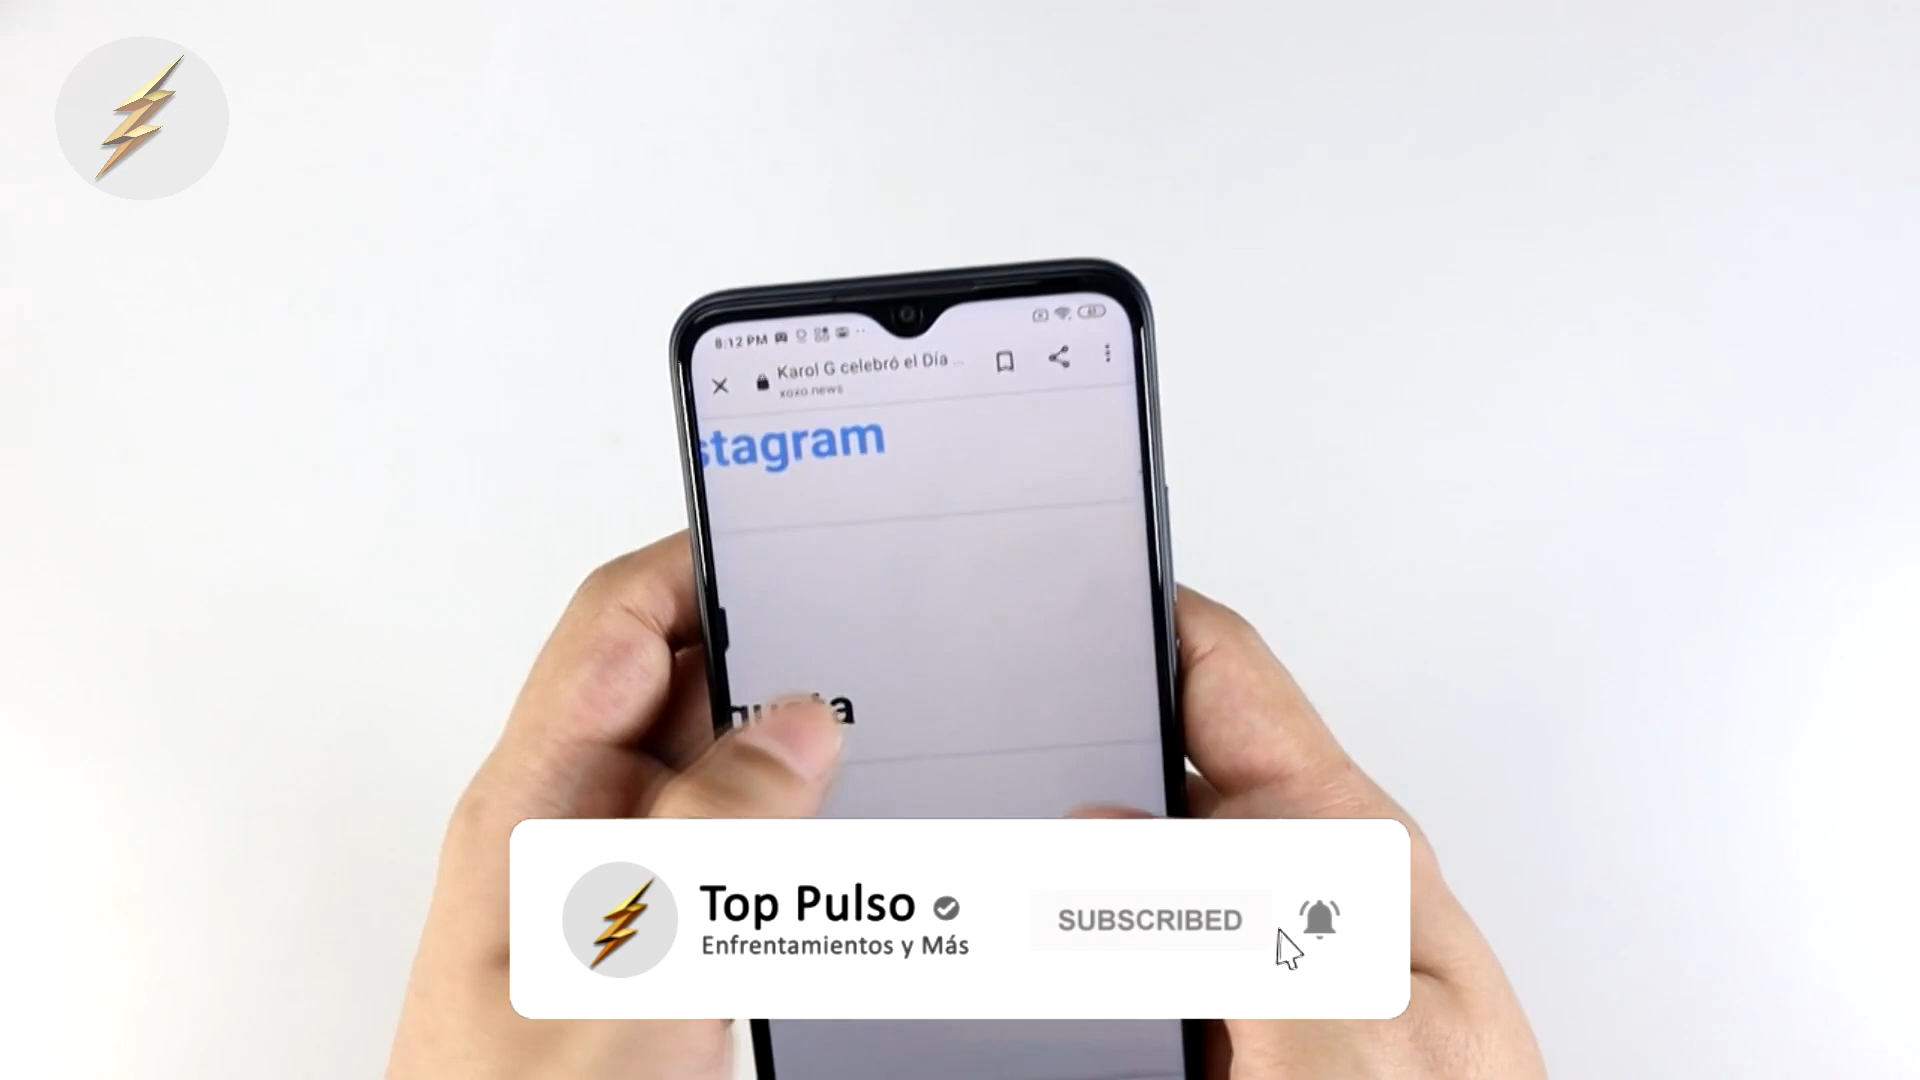 8:12 PM
Karol G celebró el Día ...
xoxo.news
stagram
Top Pulso
Enfrentamientos y Más
SUBSCRIBED